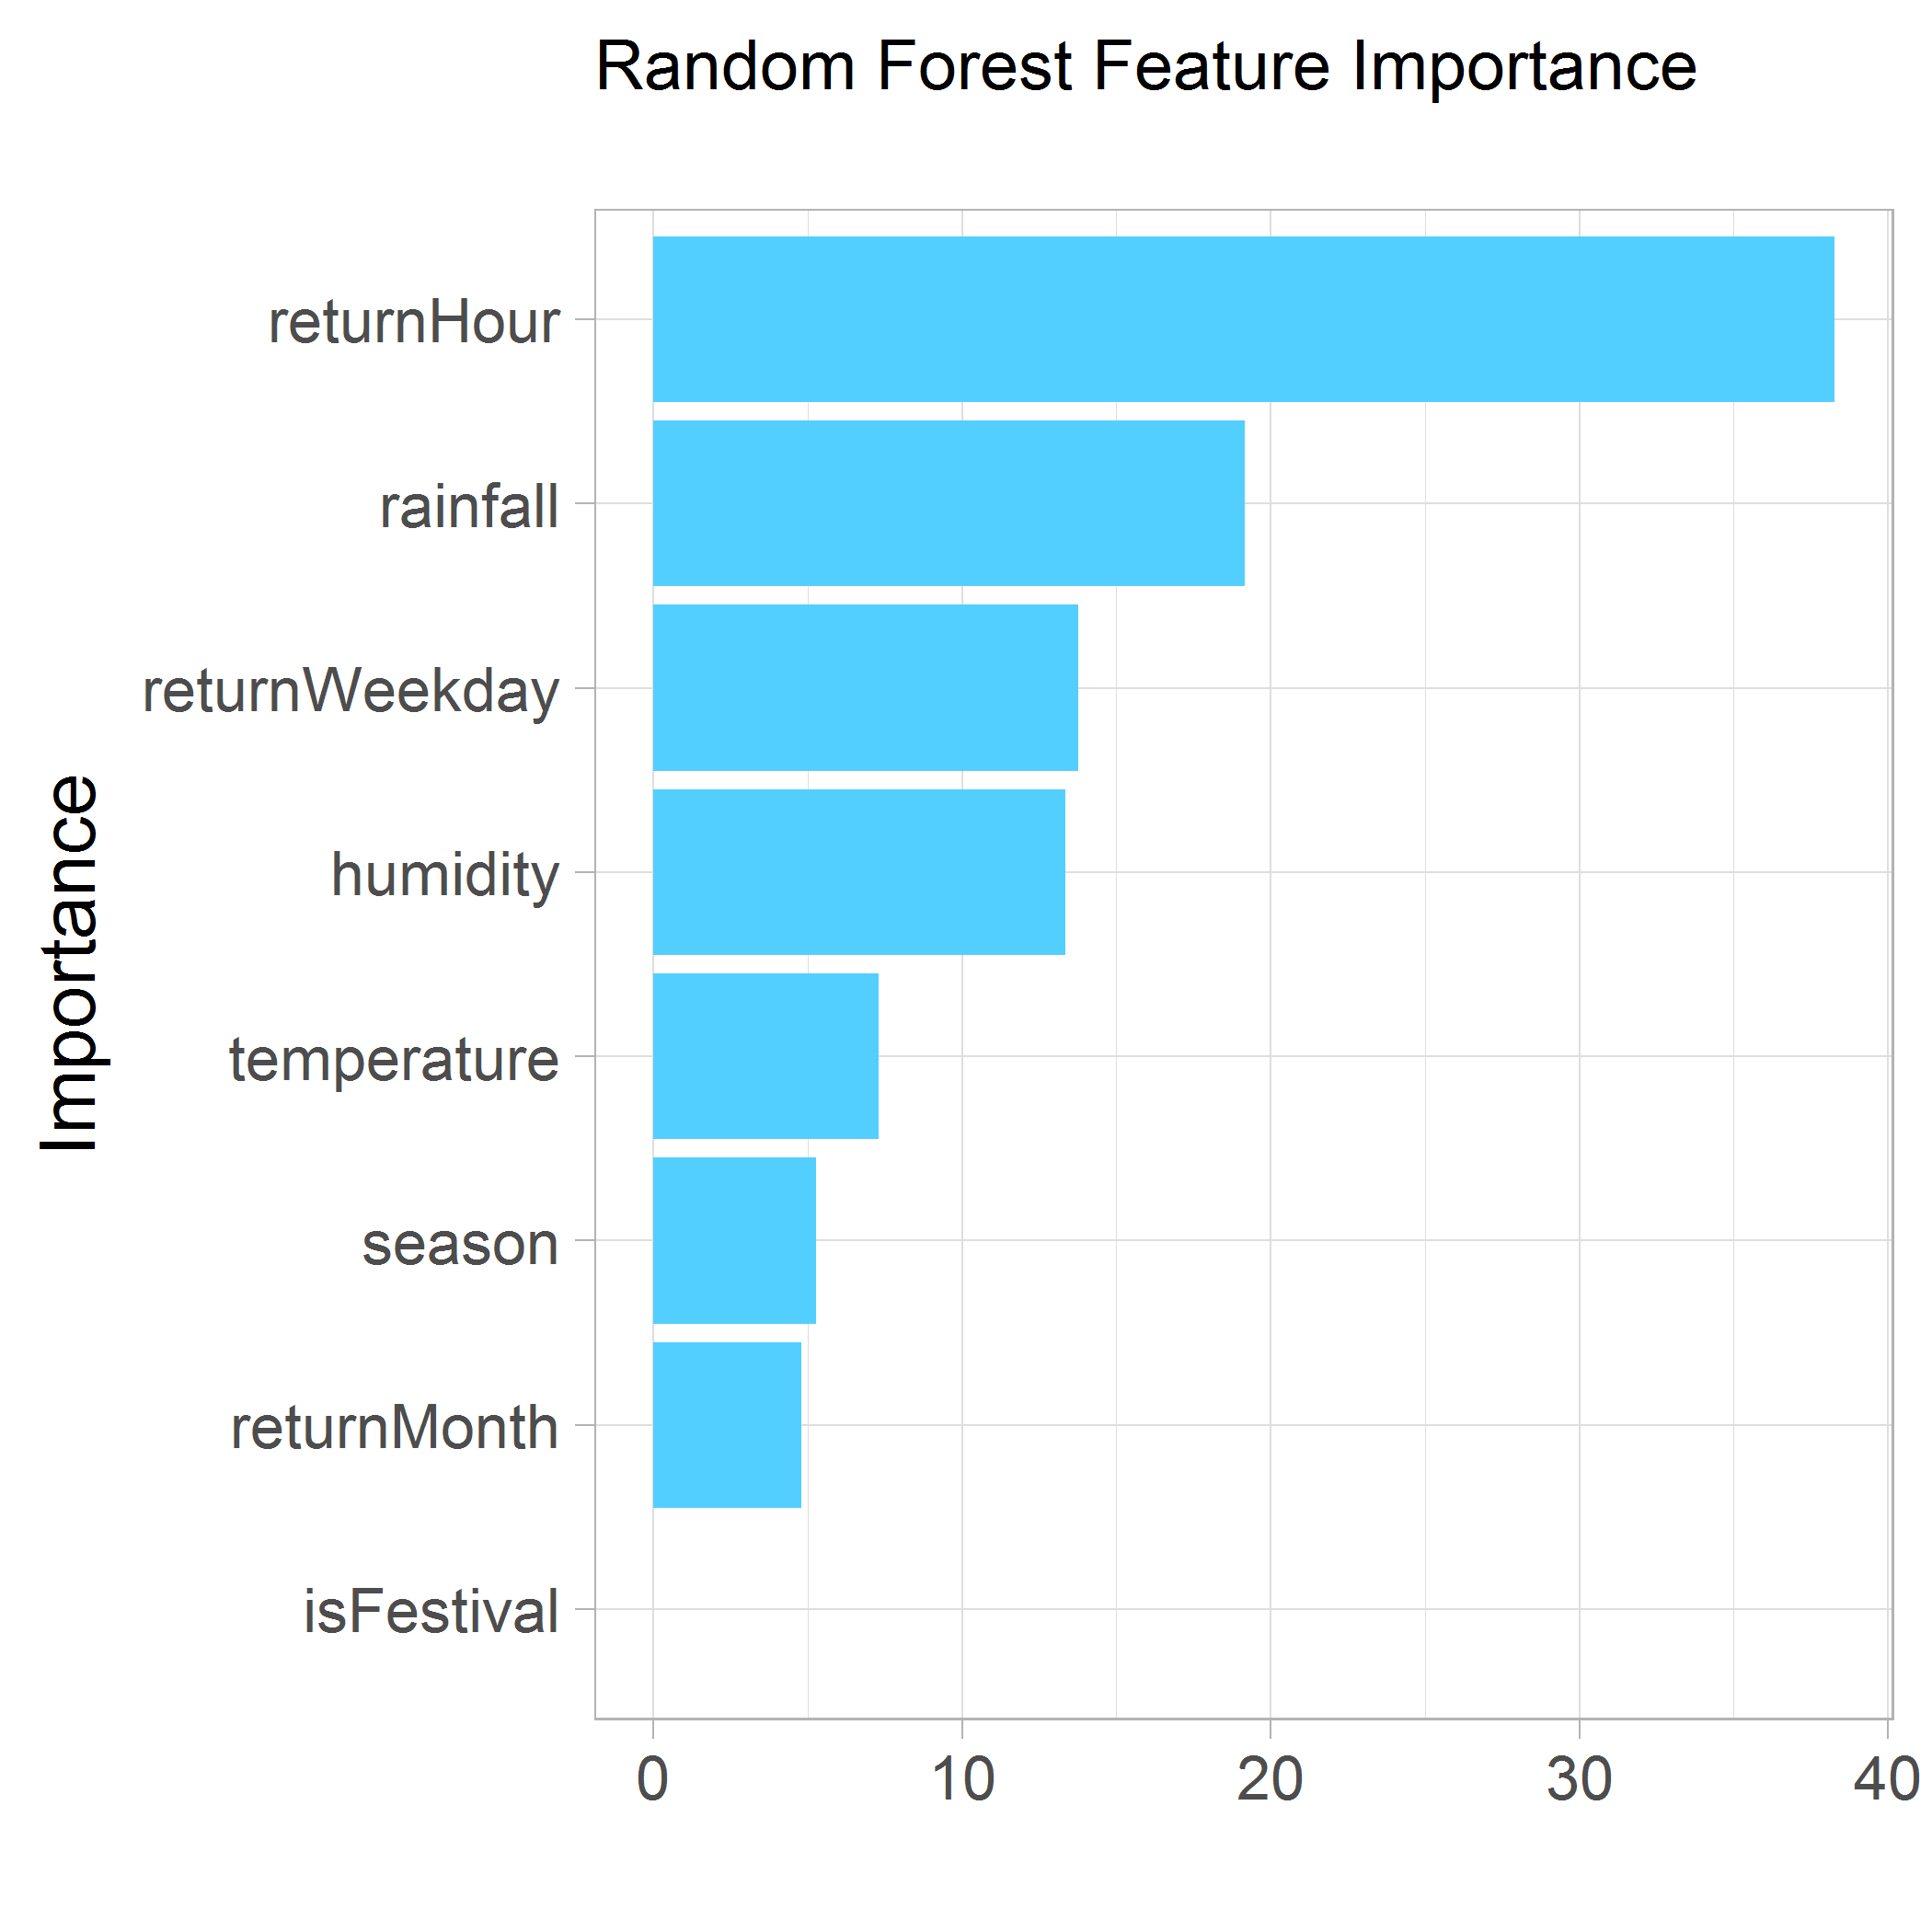 Random Forest Feature Importance
Importance
returnHour
rainfall
returnWeekday
humidity
temperature
season
returnMonth
isFestival
0 10 20 30 40